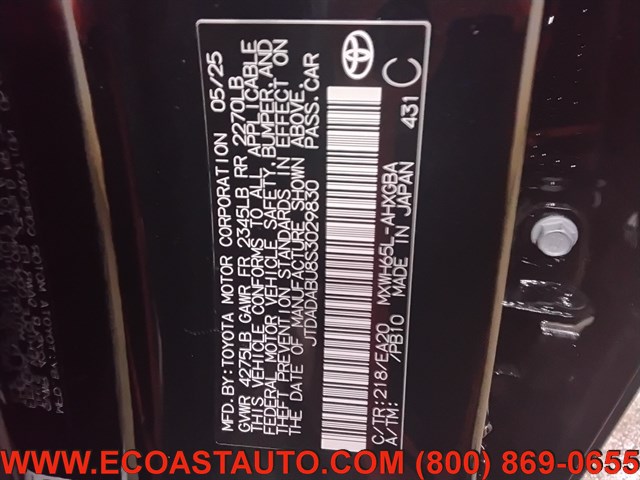 MFD. BY: TOYOTA MOTOR CORPORATION 05/25
GVWR 4275LB GAWR FR 2345LB RR 2270LB
THIS VEHICLE CONFORMS TO ALL APPLICABLE
FEDERAL MOTOR VEHICLE SAFETY, BUMPER, AND
THEFT PREVENTION STANDARDS IN EFFECT ON
THE DATE OF MANUFACTURE SHOWN ABOVE.
JTDADABU8S3029830 PASS.CAR
C/TR:218/EA20 MXWH65L-AHXGBA
A/TM: /PB10 MADE IN JAPAN
431
C
WWW.ECOASTAUTO.COM (800) 869-0655